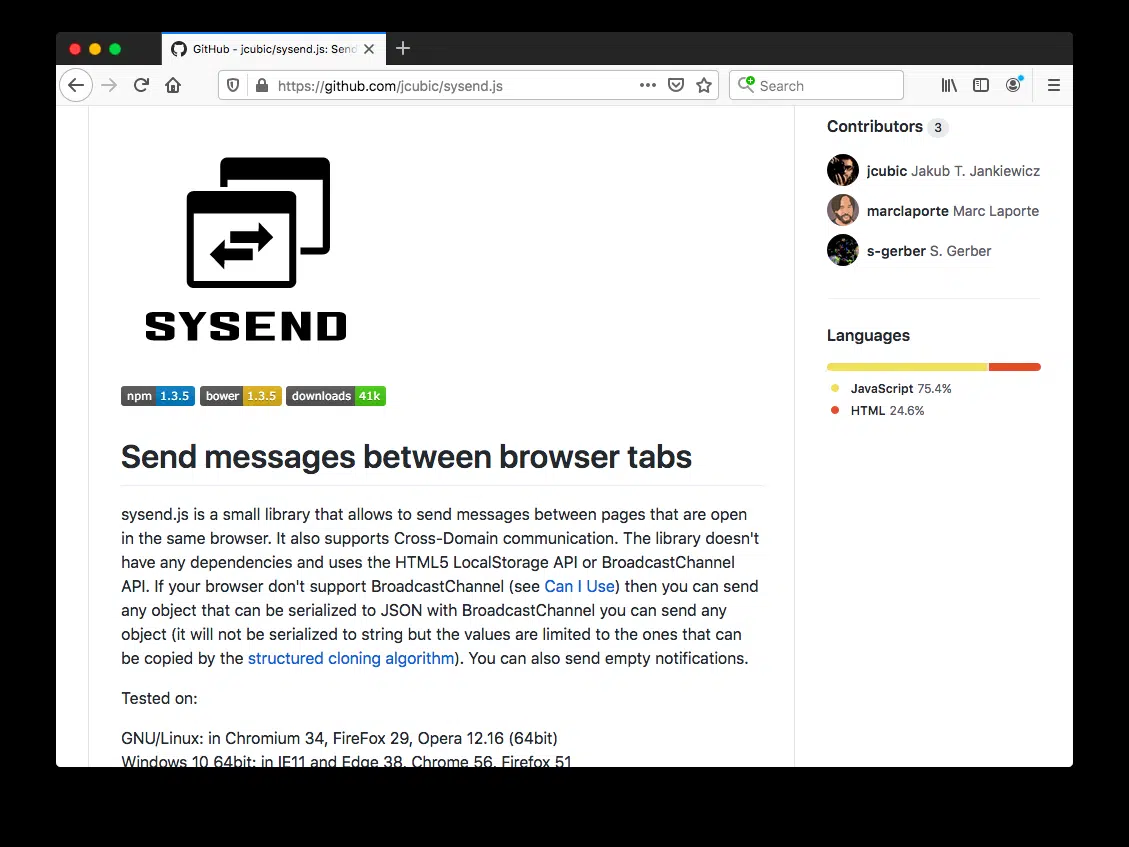 GitHub - jcubic/sysend.js: Send
https://github.com/jcubic/sysend.js
Search
SYSEND
npm 1.3.5 bower 1.3.5 downloads 41k
Send messages between browser tabs
sysend.js is a small library that allows to send messages between pages that are open
in the same browser. It also supports Cross-Domain communication. The library doesn't
have any dependencies and uses the HTML5 LocalStorage API or BroadcastChannel
API. If your browser don't support BroadcastChannel (see Can I Use) then you can send
any object that can be serialized to JSON with BroadcastChannel you can send any
object (it will not be serialized to string but the values are limited to the ones that can
be copied by the structured cloning algorithm). You can also send empty notifications.
Tested on:
GNU/Linux: in Chromium 34, FireFox 29, Opera 12.16 (64bit)
Windows 10 64bit: in IE11 and Edge 38, Chrome 56, Firefox 51
Contributors 3
jcubic Jakub T. Jankiewicz
marclaporte Marc Laporte
s-gerber S. Gerber
Languages
JavaScript 75.4%
HTML 24.6%